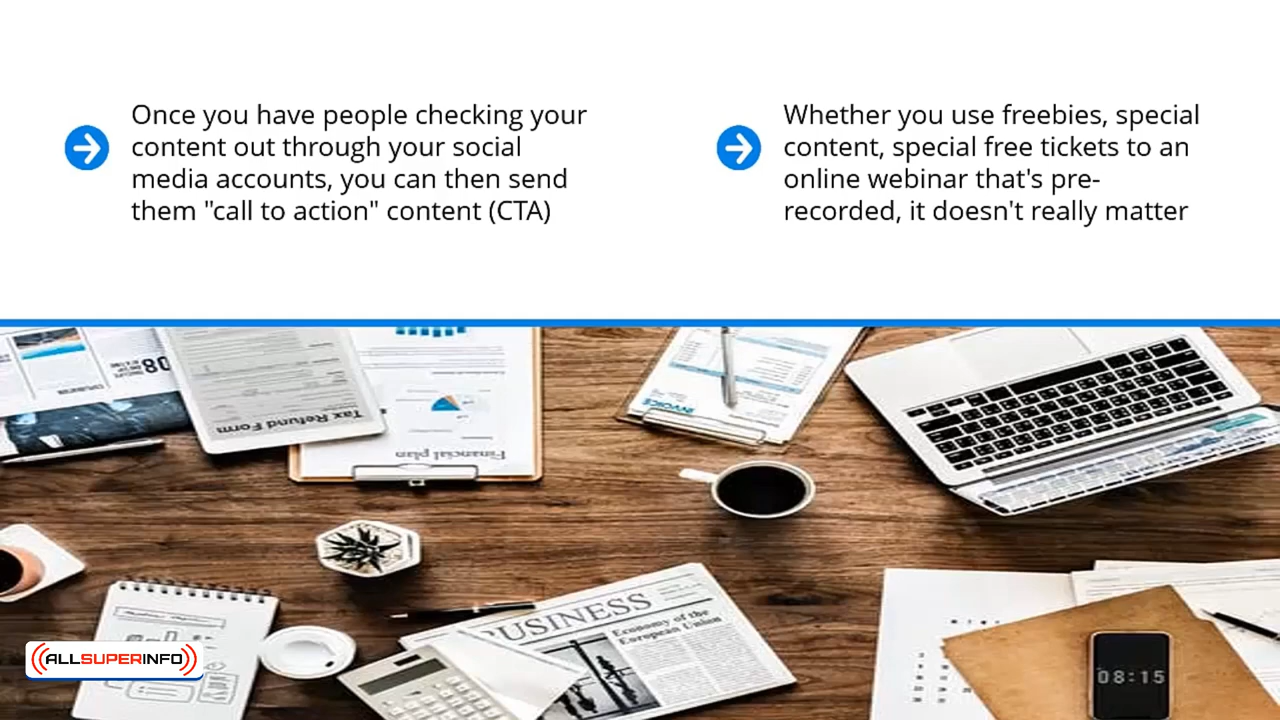 Once you have people checking your
content out through your social
media accounts, you can then send
them "call to action" content (CTA)
Whether you use freebies, special
content, special free tickets to an
online webinar that's pre-
recorded, it doesn't really matter
Tax Refund Form
Financial plan
INVOICE
BUSINESS
Economy of the
European Union
08:15
ALLSUPERINFO